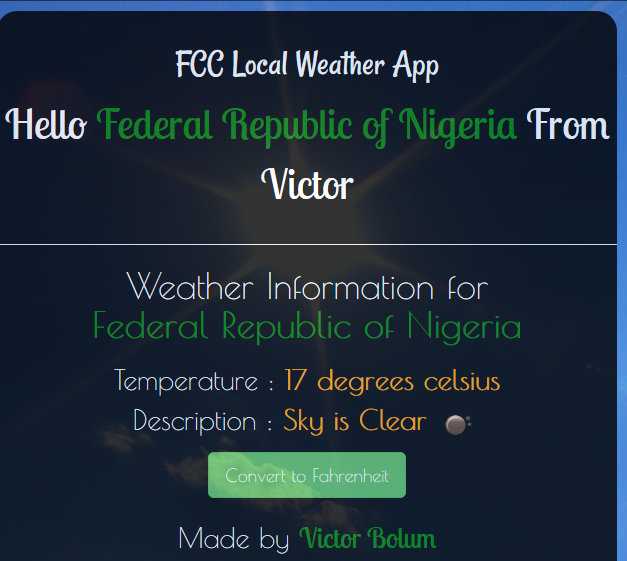 FCC Local Weather App
Hello Federal Republic of Nigeria From
Victor
Weather Information for
Federal Republic of Nigeria
Temperature : 17 degrees celsius
Description : Sky is Clear
Convert to Fahrenheit
Made by Victor Bolum